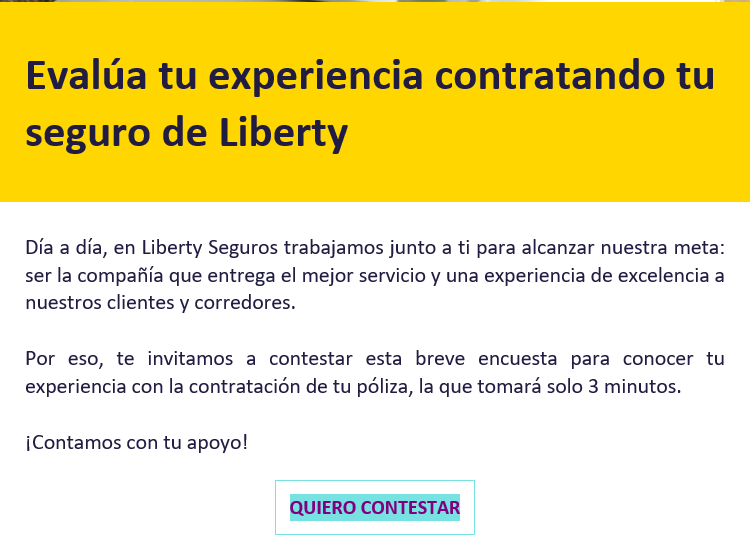 Evalúa tu experiencia contratando tu
seguro de Liberty
Día a día, en Liberty Seguros trabajamos junto a ti para alcanzar nuestra meta:
ser la compañía que entrega el mejor servicio y una experiencia de excelencia a
nuestros clientes y corredores.
Por eso, te invitamos a contestar esta breve encuesta para conocer tu
experiencia con la contratación de tu póliza, la que tomará solo 3 minutos.
¡Contamos con tu apoyo!
QUIERO CONTESTAR